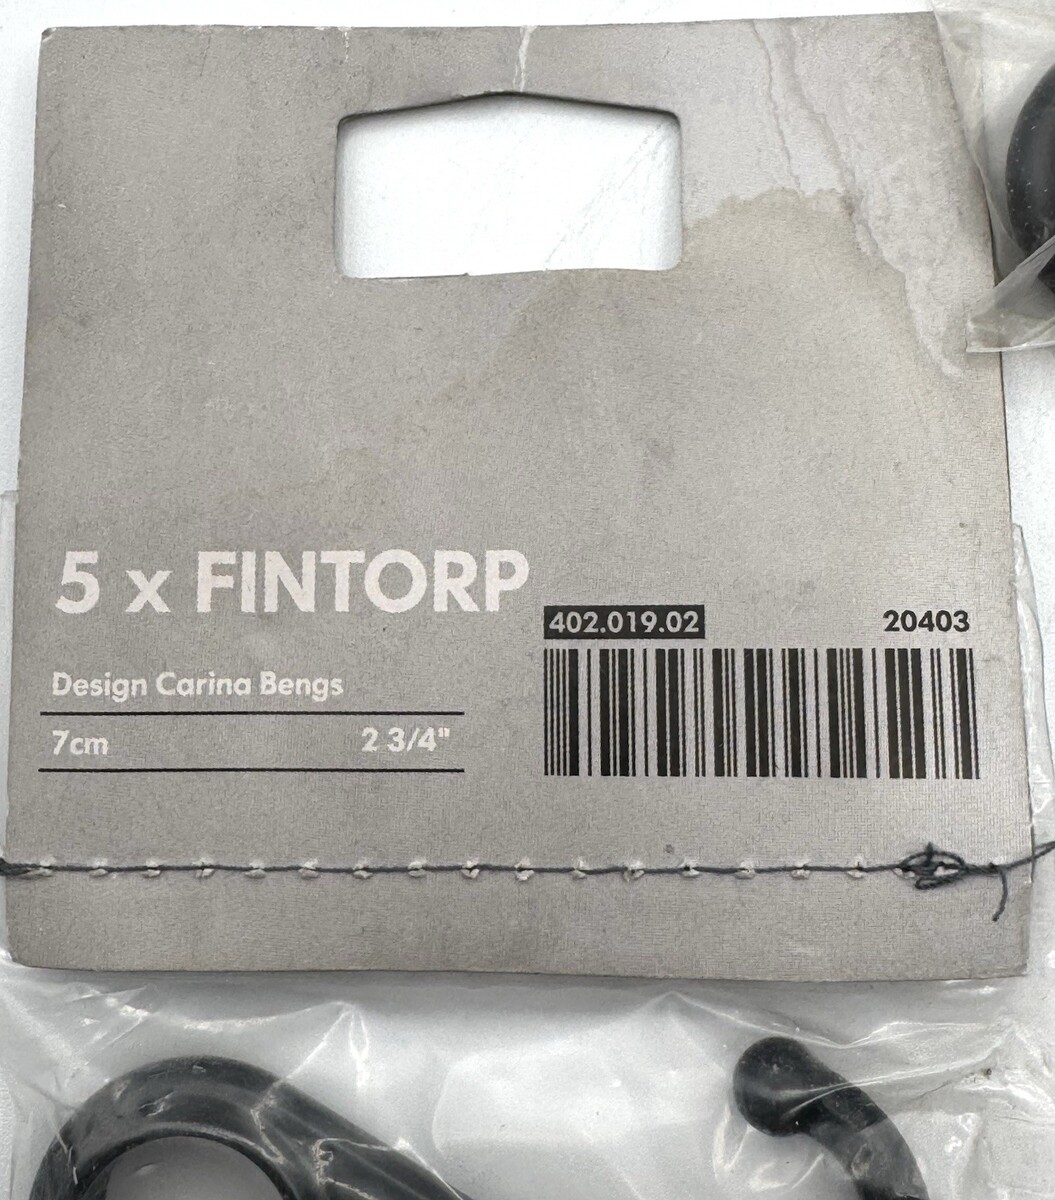 5 x FINTORP
402.019.02 20403
Design Carina Bengs
7cm 2 3/4"